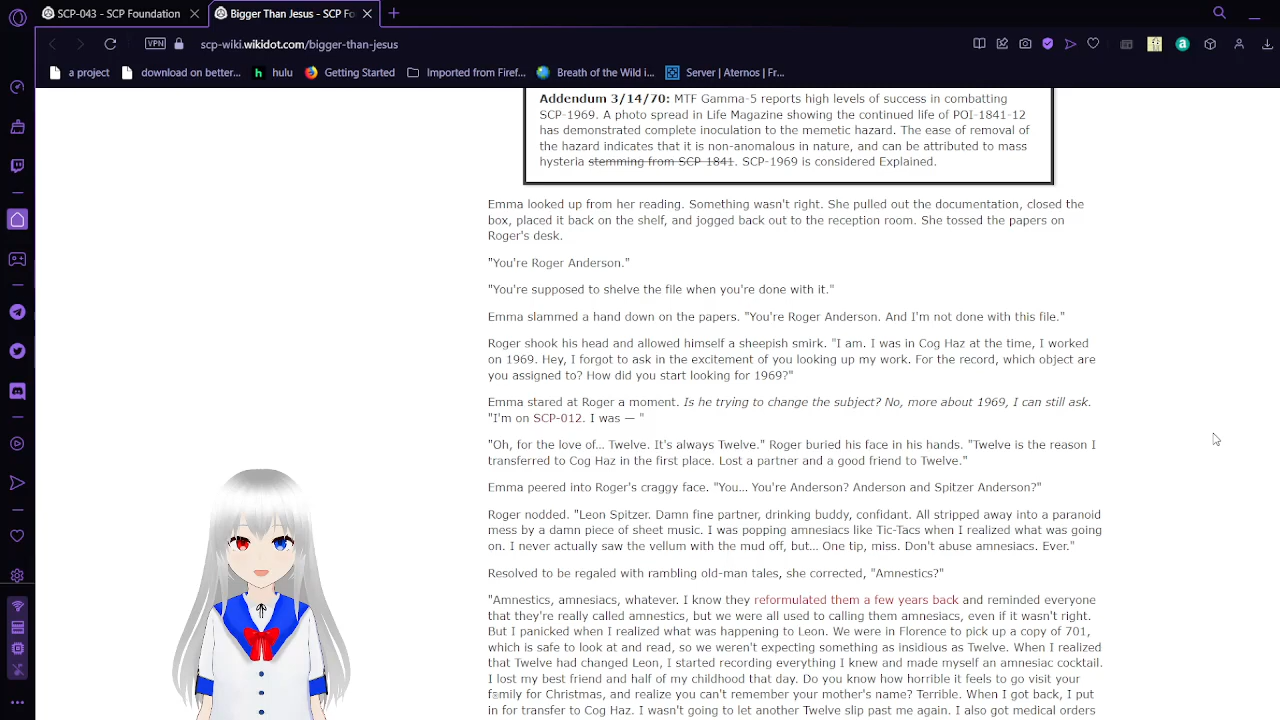 SCP-043 - SCP Foundation
Bigger Than Jesus - SCP Fo
VPN
scp-wiki.wikidot.com/bigger-than-jesus
a project
download on better...
h hulu
Getting Started
Imported from Firef...
Breath of the Wild i...
Server | Aternos | Fr...
Addendum 3/14/70: MTF Gamma-5 reports high levels of success in combatting
SCP-1969. A photo spread in Life Magazine showing the continued life of POI-1841-12
has demonstrated complete inoculation to the memetic hazard. The ease of removal of
the hazard indicates that it is non-anomalous in nature, and can be attributed to mass
hysteria stemming from SCP-1841. SCP-1969 is considered Explained.
Emma looked up from her reading. Something wasn't right. She pulled out the documentation, closed the
box, placed it back on the shelf, and jogged back out to the reception room. She tossed the papers on
Roger's desk.
"You're Roger Anderson."
"You're supposed to shelve the file when you're done with it."
Emma slammed a hand down on the papers. "You're Roger Anderson. And I'm not done with this file."
Roger shook his head and allowed himself a sheepish smirk. "I am. I was in Cog Haz at the time, I worked
on 1969. Hey, I forgot to ask in the excitement of you looking up my work. For the record, which object are
you assigned to? How did you start looking for 1969?"
Emma stared at Roger a moment. Is he trying to change the subject? No, more about 1969, I can still ask.
"I'm on SCP-012. I was — "
"Oh, for the love of... Twelve. It's always Twelve." Roger buried his face in his hands. "Twelve is the reason I
transferred to Cog Haz in the first place. Lost a partner and a good friend to Twelve."
Emma peered into Roger's craggy face. "You... You're Anderson? Anderson and Spitzer Anderson?"
Roger nodded. "Leon Spitzer. Damn fine partner, drinking buddy, confidant. All stripped away into a paranoid
mess by a damn piece of sheet music. I was popping amnesiacs like Tic-Tacs when I realized what was going
on. I never actually saw the vellum with the mud off, but... One tip, miss. Don't abuse amnesiacs. Ever."
Resolved to be regaled with rambling old-man tales, she corrected, "Amnestics?"
"Amnestics, amnesiacs, whatever. I know they reformulated them a few years back and reminded everyone
that they're really called amnestics, but we were all used to calling them amnesiacs, even if it wasn't right.
But I panicked when I realized what was happening to Leon. We were in Florence to pick up a copy of 701,
which is safe to look at and read, so we weren't expecting something as insidious as Twelve. When I realized
that Twelve had changed Leon, I started recording everything I knew and made myself an amnesiac cocktail.
I lost my best friend and half of my childhood that day. Do you know how horrible it feels to go visit your
family for Christmas, and realize you can't remember your mother's name? Terrible. When I got back, I put
in for transfer to Cog Haz. I wasn't going to let another Twelve slip past me again. I also got medical orders